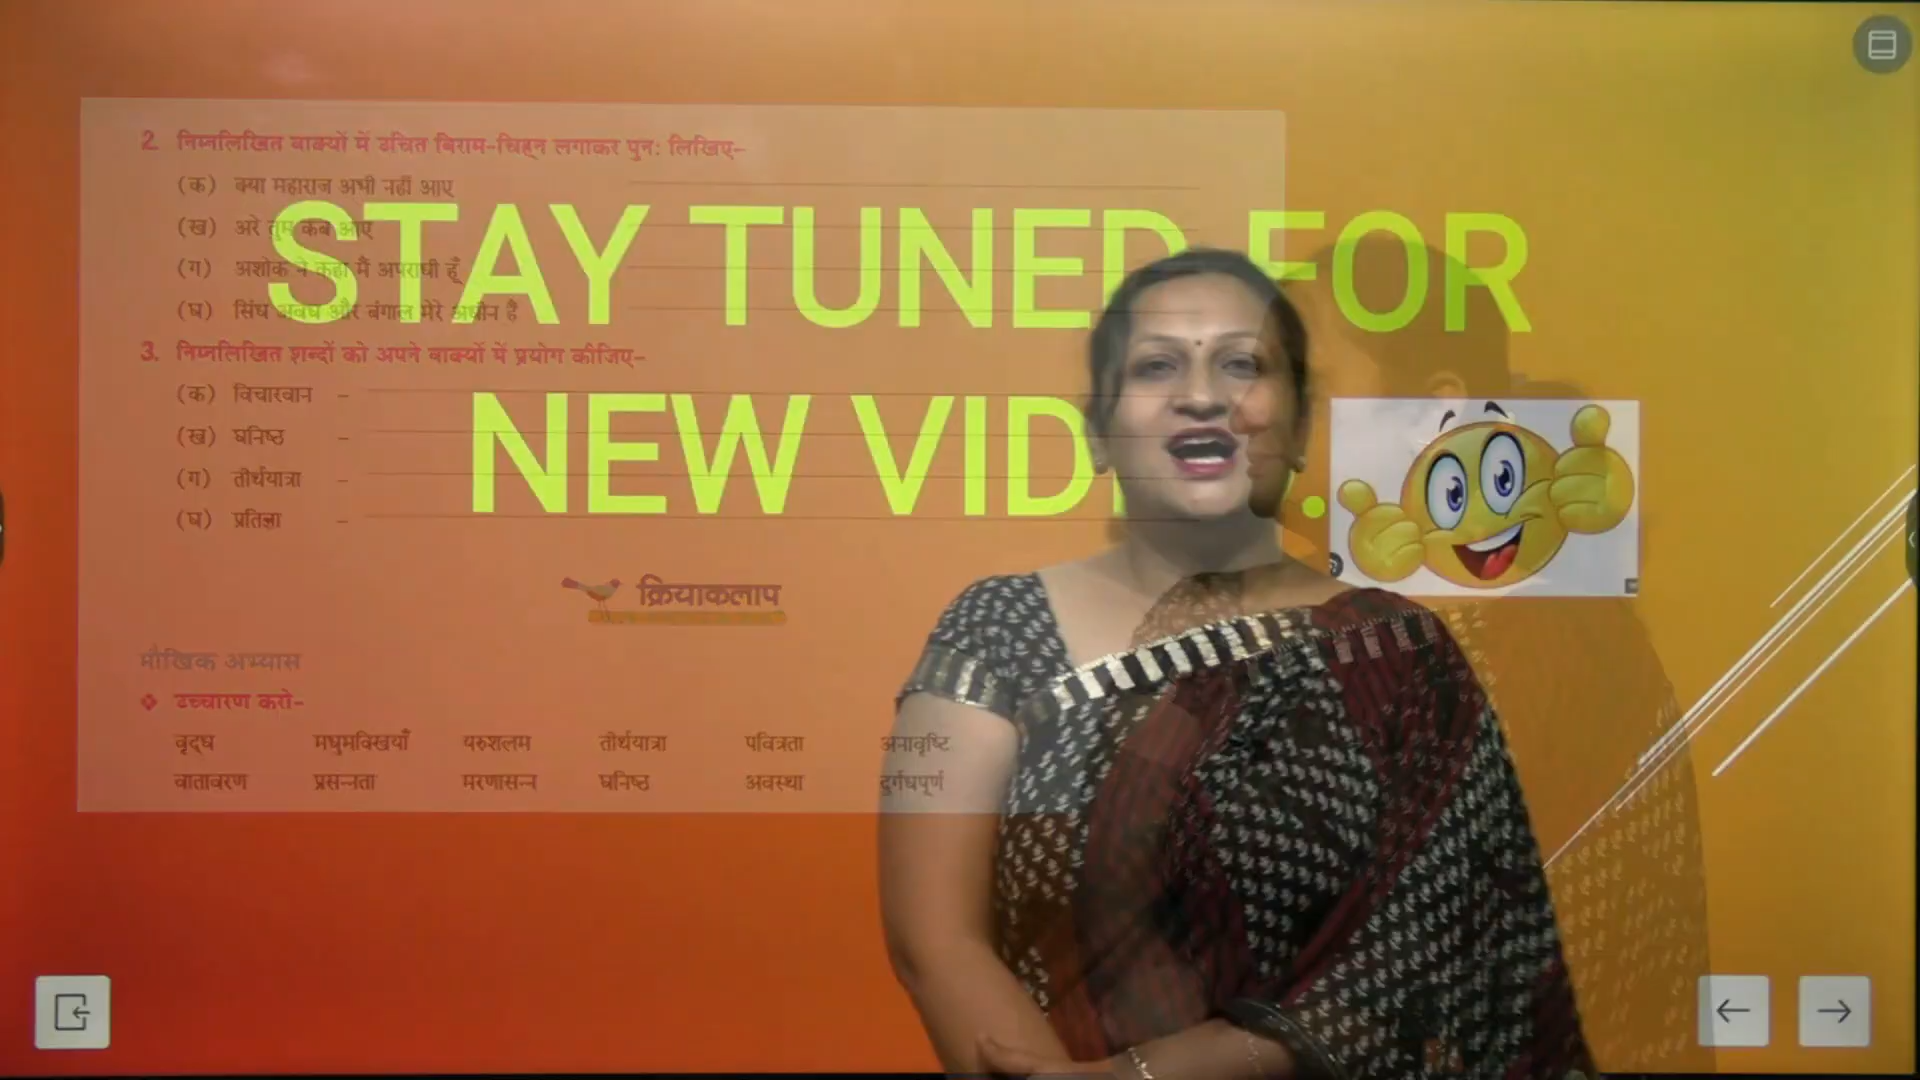 2. निम्नलिखित वाक्यों में उचित विराम-चिह्न लगाकर पुन: लिखिए-
(क) क्या महाराज अभी नहीं आए
(ख) अरे तुम कब आए
(ग) अशोक ने कहा मैं अपराधी हूँ
(घ) सिंध अवध और बंगाल मेरे अधीन हैं
3. निम्नलिखित शब्दों को अपने वाक्यों में प्रयोग कीजिए-
(क) विचारवान -
(ख) घनिष्ठ -
(ग) तीर्थयात्रा -
(घ) प्रतिज्ञा -
क्रियाकलाप
मौखिक अभ्यास
❖ उच्चारण करो-
वृद्ध मधुमक्खियाँ यरुशलम तीर्थयात्रा पवित्रता अनावृष्टि
वातावरण प्रसन्नता मरणासन्न घनिष्ठ अवस्था दुर्गंधपूर्ण
STAY TUNED FOR
NEW